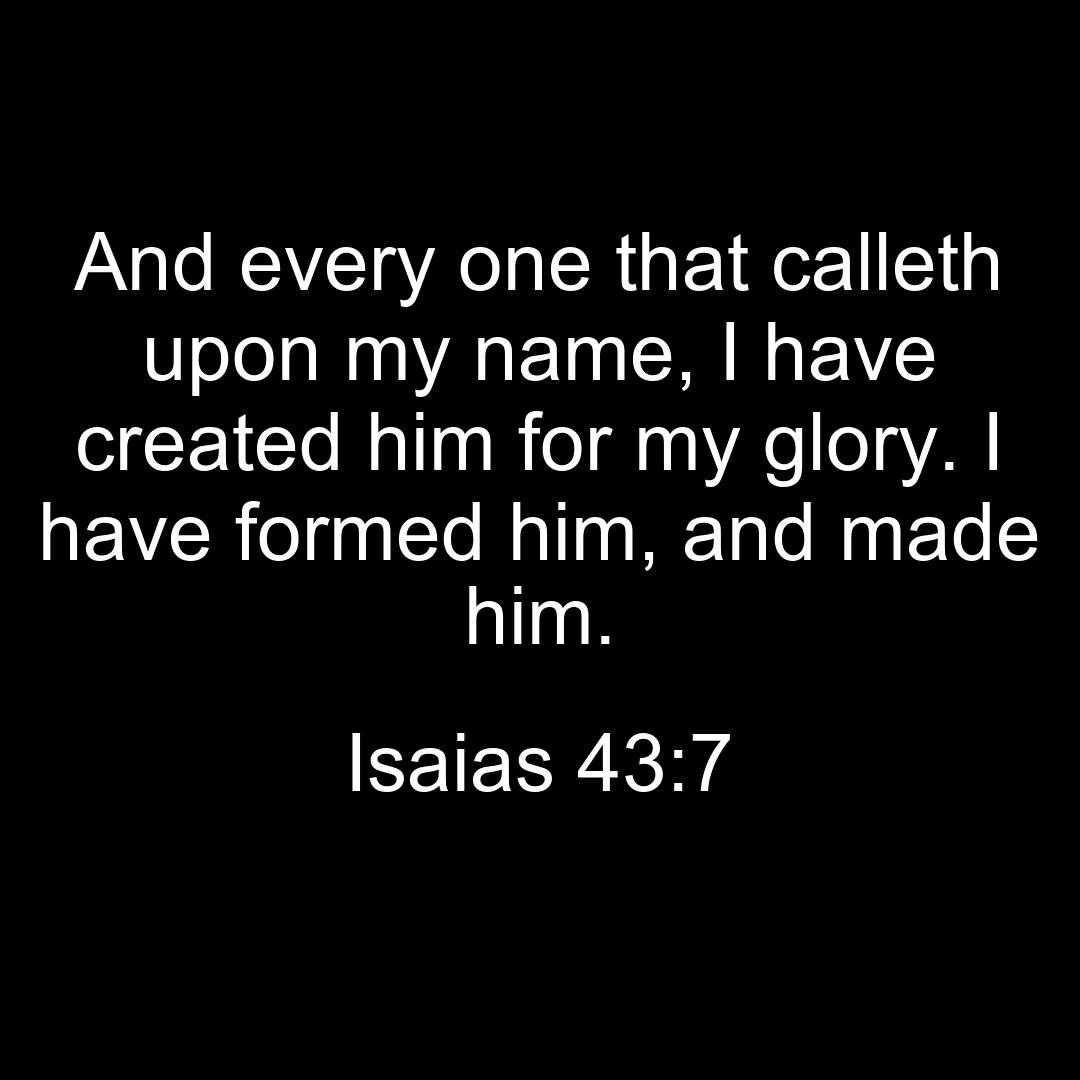 And every one that calleth
upon my name, I have
created him for my glory. I
have formed him, and made
him.
Isaias 43:7